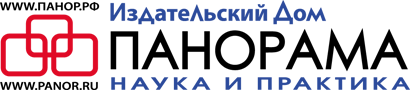 WWW.ПАНОР.РФ
WWW.PANOR.RU
Издательский Дом
ПАНОРАМА
НАУКА И ПРАКТИКА